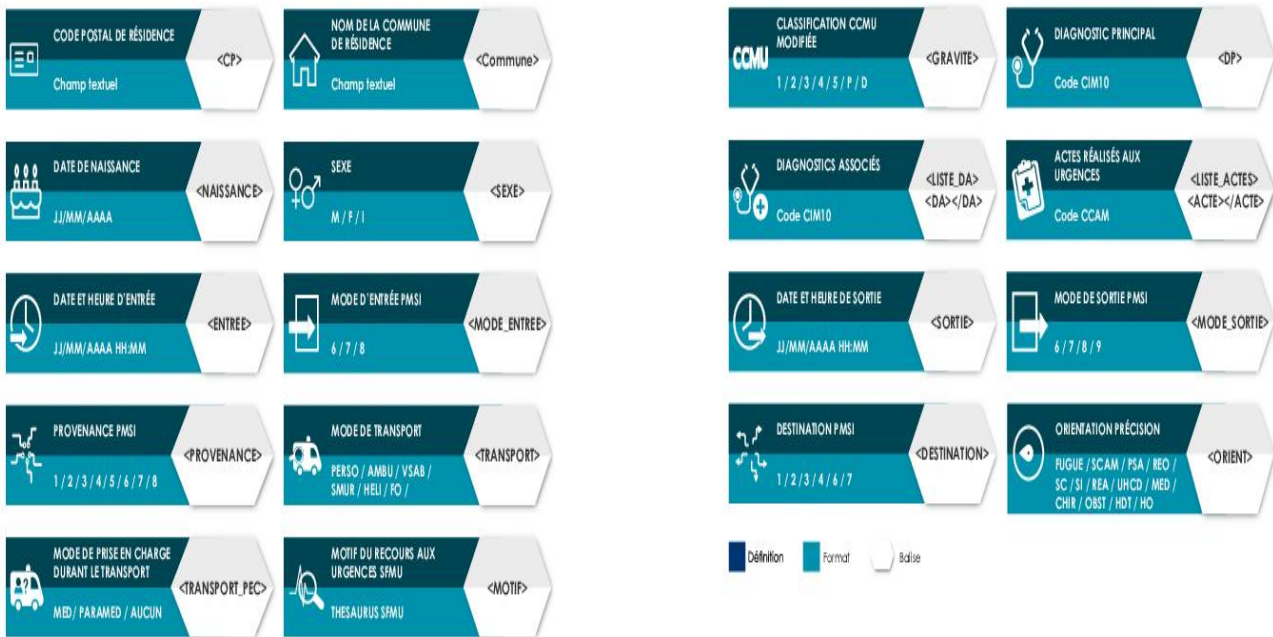 CODE POSTAL DE RÉSIDENCE
Champ textuel
<CP>
NOM DE LA COMMUNE
DE RÉSIDENCE
Champ textuel
<Commune>
DATE DE NAISSANCE
JJ/MM/AAAA
<NAISSANCE>
SEXE
M / F / I
<SEXE>
DATE ET HEURE D'ENTRÉE
JJ/MM/AAAA HH:MM
<ENTREE>
MODE D'ENTRÉE PMSI
6 / 7 / 8
<MODE_ENTREE>
PROVENANCE PMSI
1 / 2 / 3 / 4 / 5 / 6 / 7 / 8
<PROVENANCE>
MODE DE TRANSPORT
PERSO / AMBU / VSAB /
SMUR / HELI / FO /
<TRANSPORT>
MODE DE PRISE EN CHARGE
DURANT LE TRANSPORT
MED/ PARAMED / AUCUN
<TRANSPORT_PEC>
MOTIF DU RECOURS AUX
URGENCES SFMU
THESAURUS SFMU
<MOTIF>
CCMU
CLASSIFICATION CCMU
MODIFIÉE
1 / 2 / 3 / 4 / 5 / P / D
<GRAVITE>
DIAGNOSTIC PRINCIPAL
Code CIM10
<DP>
DIAGNOSTICS ASSOCIÉS
Code CIM10
<LISTE_DA>
<DA></DA>
ACTES RÉALISÉS AUX
URGENCES
Code CCAM
<LISTE_ACTES>
<ACTE></ACTE>
DATE ET HEURE DE SORTIE
JJ/MM/AAAA HH:MM
<SORTIE>
MODE DE SORTIE PMSI
6 / 7 / 8 / 9
<MODE_SORTIE>
DESTINATION PMSI
1 / 2 / 3 / 4 / 6 / 7
<DESTINATION>
ORIENTATION PRÉCISION
FUGUE / SCAM / PSA / REO /
SC / SI / REA / UHCD / MED /
CHIR / OBST / HDT / HO
<ORIENT>
Définition
Format
Balise